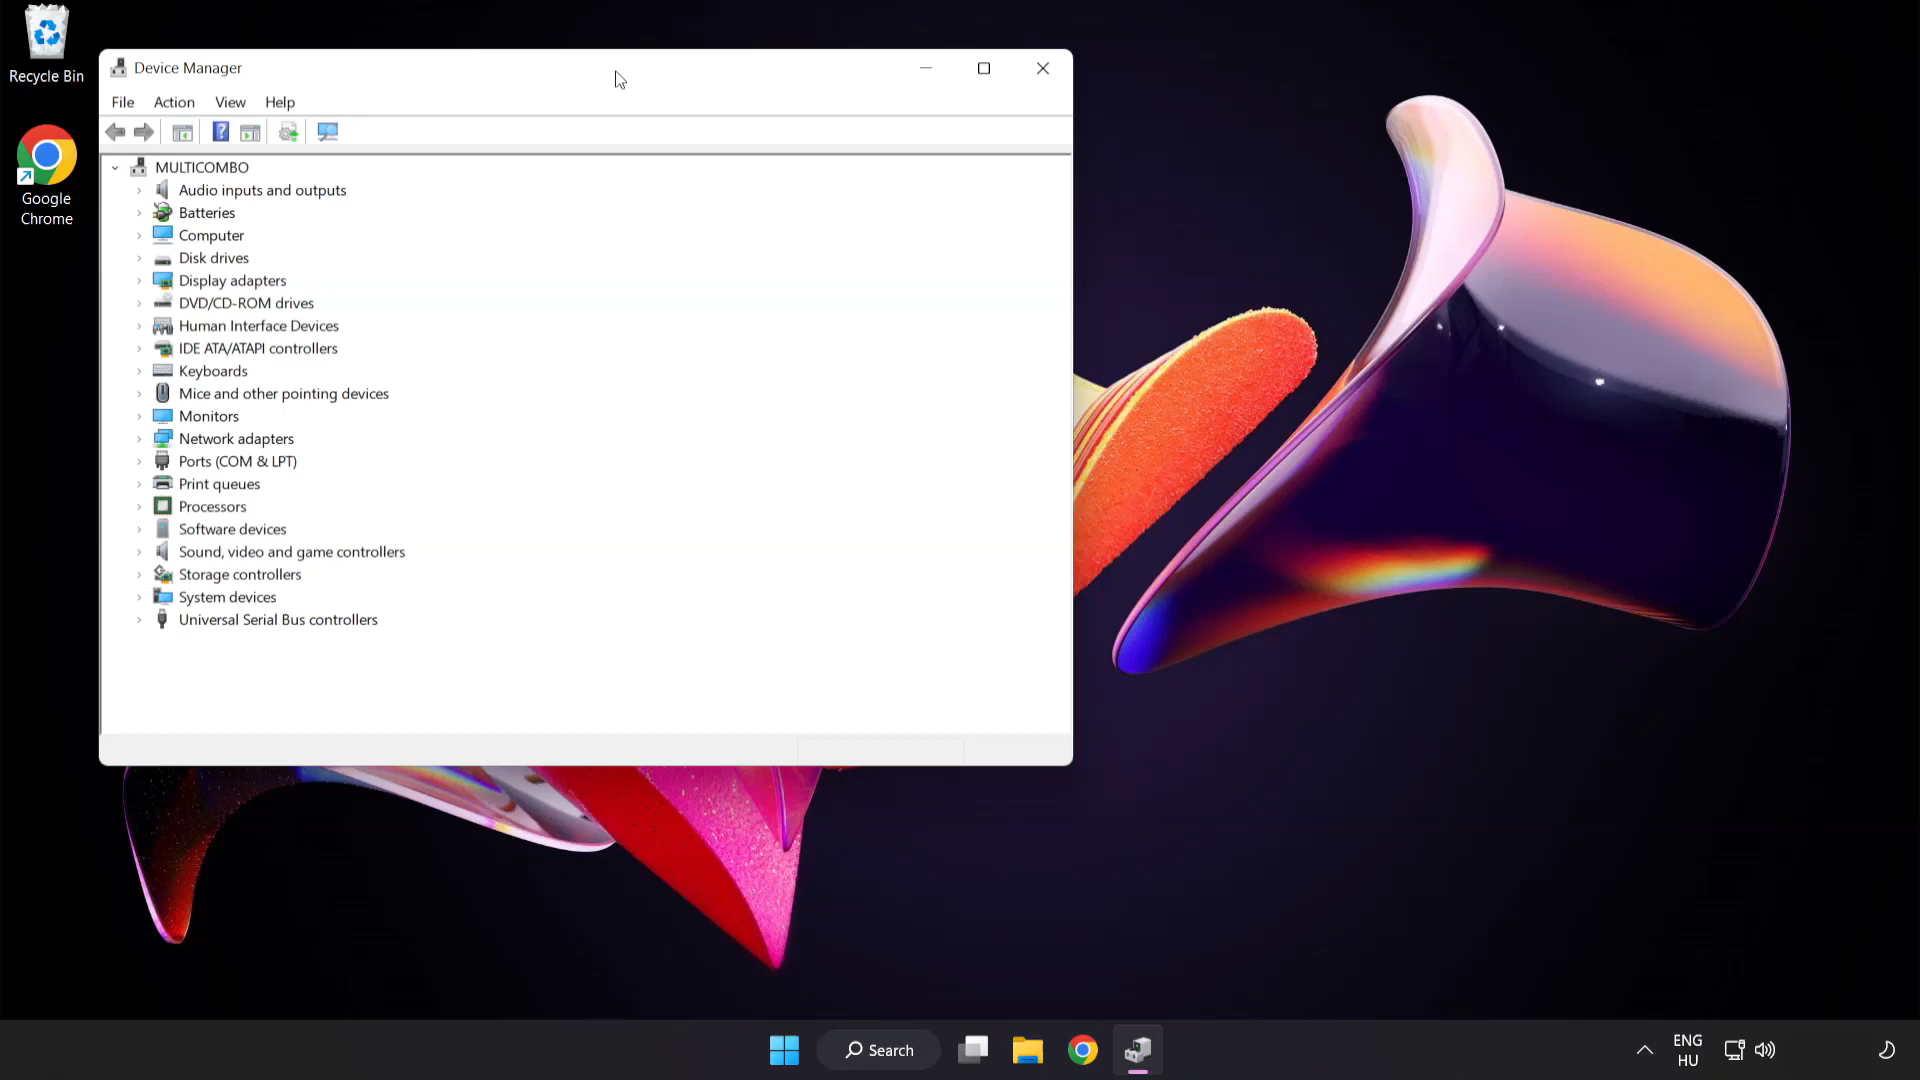 Recycle Bin
Google
Chrome
Device Manager
File Action View Help
MULTICOMBO
Audio inputs and outputs
Batteries
Computer
Disk drives
Display adapters
DVD/CD-ROM drives
Human Interface Devices
IDE ATA/ATAPI controllers
Keyboards
Mice and other pointing devices
Monitors
Network adapters
Ports (COM & LPT)
Print queues
Processors
Software devices
Sound, video and game controllers
Storage controllers
System devices
Universal Serial Bus controllers
Search
ENG
HU